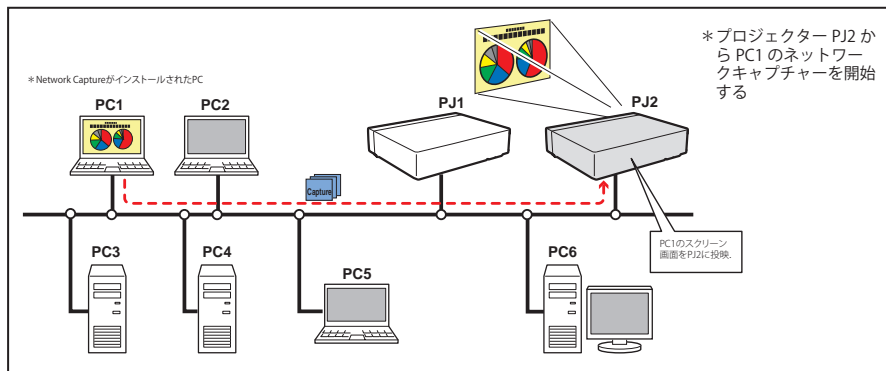 ＊プロジェクター PJ2 か
ら PC1 のネットワー
クキャプチャーを開始
する
＊Network CaptureがインストールされたPC
PC1
PC2
PJ1
PJ2
Capture
PC1のスクリーン
画面をPJ2に投映.
PC3
PC4
PC5
PC6